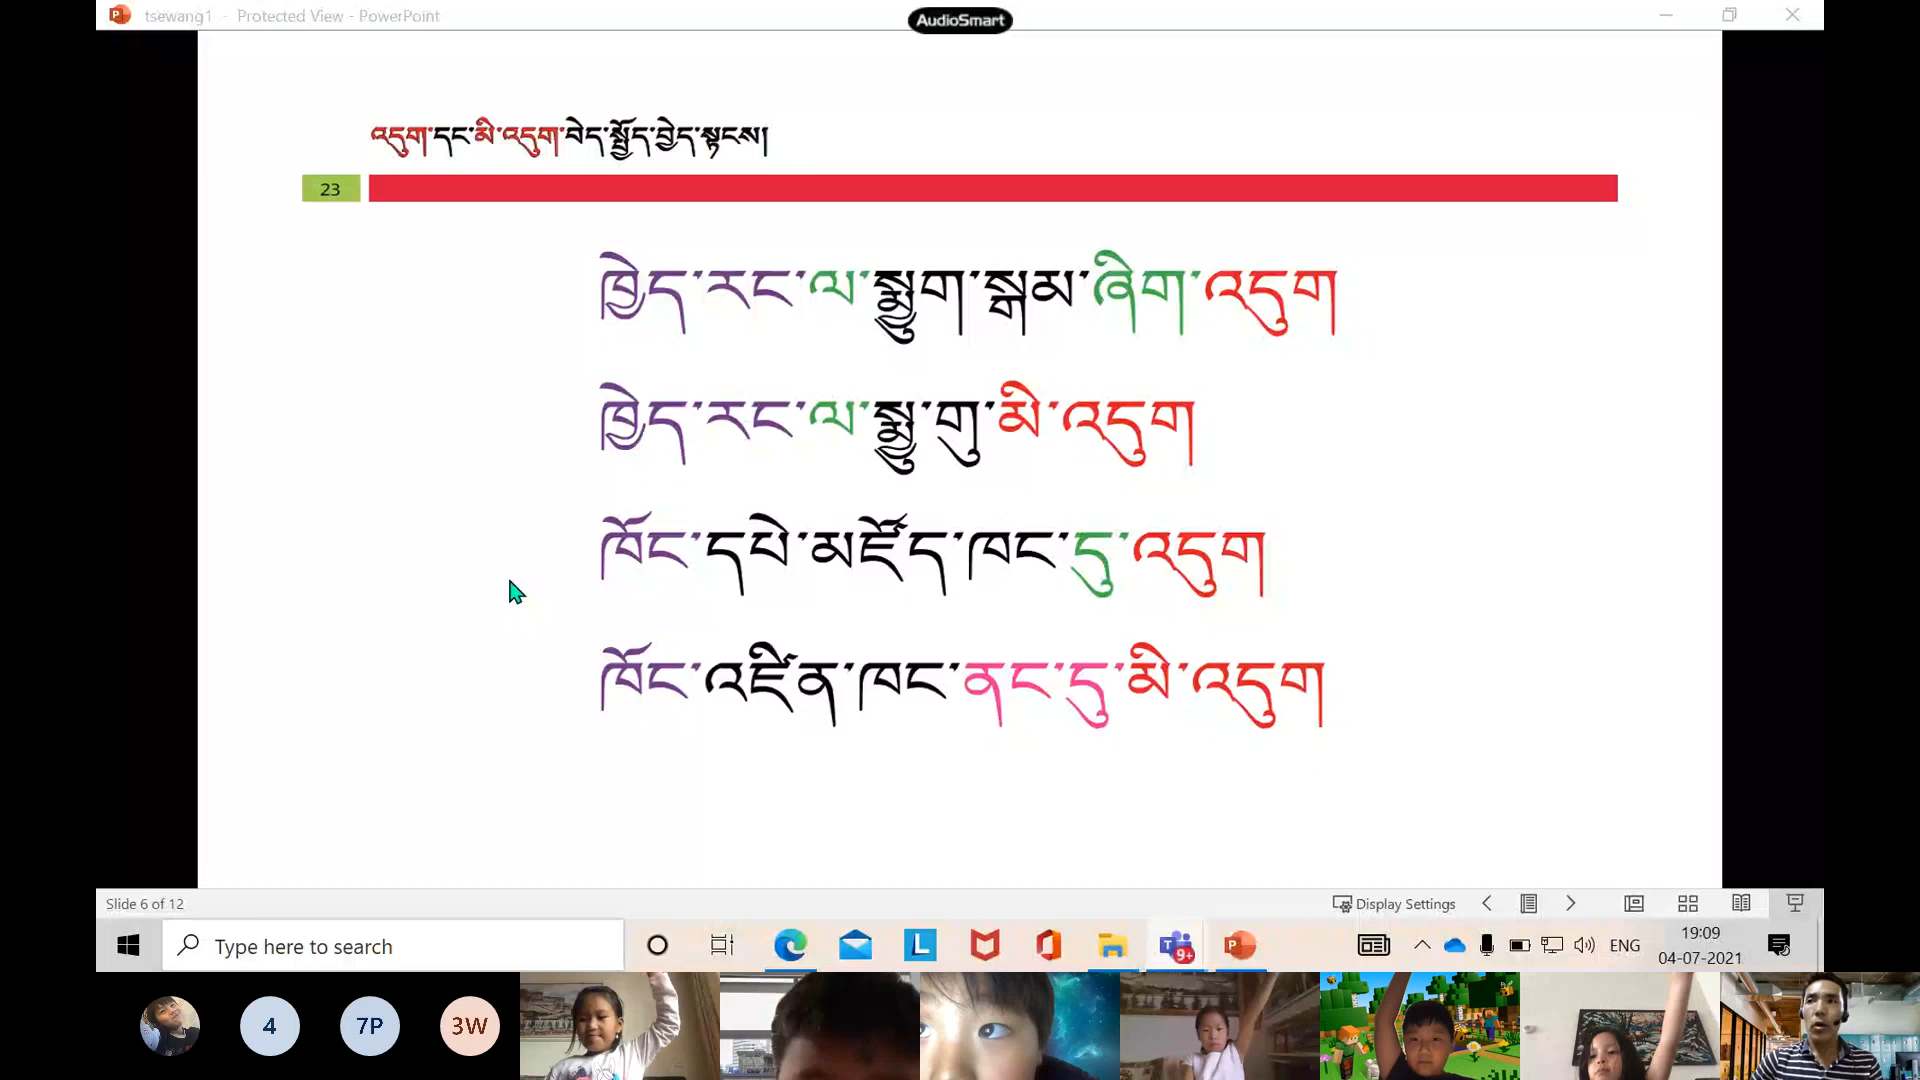 tsewang1 - Protected View - PowerPoint
AudioSmart
འདུག་དང་མི་འདུག་བེད་སྤྱོད་བྱེད་སྟངས།
23
ཁྱེད་རང་ལ་སྨྱུག་སྒམ་ཞིག་འདུག
ཁྱེད་རང་ལ་སྨྱུ་གུ་མི་འདུག
ཁོང་དཔེ་མཛོད་ཁང་དུ་འདུག
ཁོང་འཛིན་ཁང་ནང་དུ་མི་འདུག
Slide 6 of 12
Display Settings
Type here to search
L
9+
ENG
19:09
04-07-2021
4
7P
3W